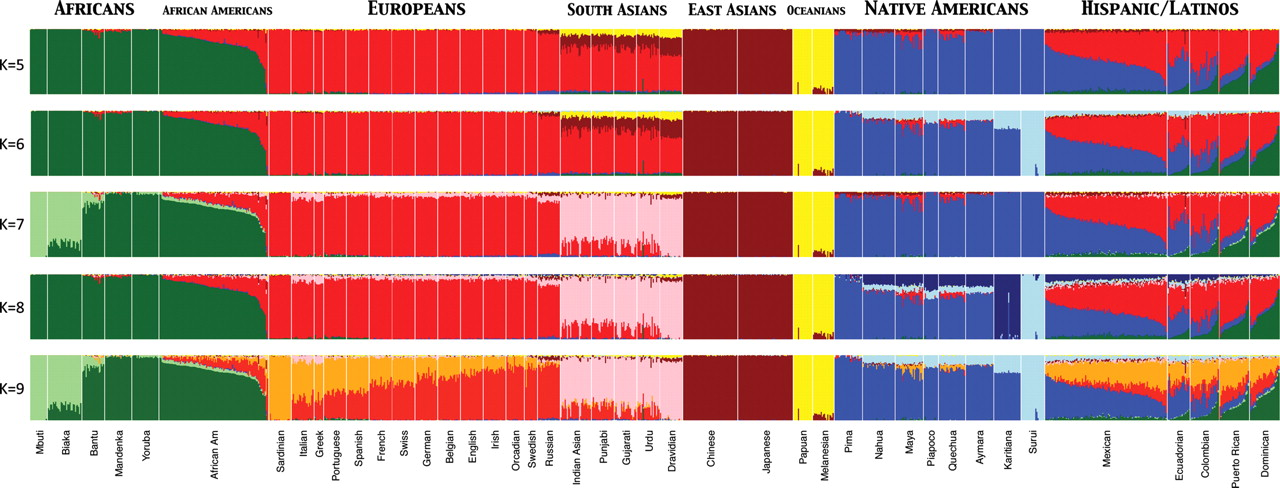 AFRICANS AFRICAN AMERICANS EUROPEANS SOUTH ASIANS EAST ASIANS OCEANIANS NATIVE AMERICANS HISPANIC/LATINOS
K=5
K=6
K=7
K=8
K=9
Mbuti
Baka
Bantu
Mandenka
Yoruba
African Am
Sardinian
Italian
Greek
Portuguese
Spanish
French
Swiss
German
Belgian
English
Irish
Orcadian
Swedish
Russian
Indian Asian
Punjabi
Gujarati
Urdu
Dravidian
Chinese
Japanese
Papuan
Melanesian
Pima
Nahua
Maya
Piapoco
Quechua
Aymara
Karitiana
Surui
Mexican
Ecuadorian
Colombian
Puerto Rican
Dominican